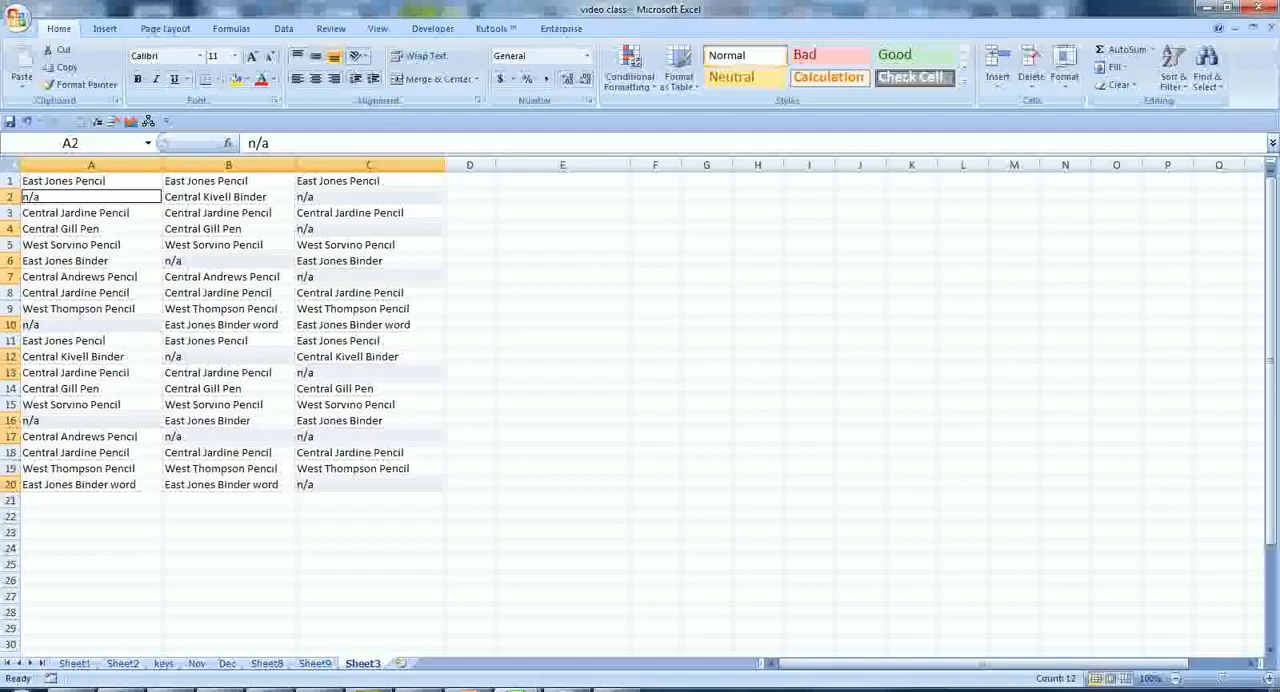 video class - Microsoft Excel
Home Insert Page Layout Formulas Data Review View Developer Kutools ™ Enterprise
Cut Calibri 11 Wrap Text General Normal Bad Good AutoSum
Copy Fill
Paste Format Painter B I U Merge & Center $ % , Conditional Formatting Format as Table Neutral Calculation Check Cell Insert Delete Format Clear Sort & Filter Find & Select
Clipboard Font Alignment Number Styles Cells Editing
A2 fx n/a
A B C D E F G H I J K L M N O P Q
1 East Jones Pencil East Jones Pencil East Jones Pencil
2 n/a Central Kivell Binder n/a
3 Central Jardine Pencil Central Jardine Pencil Central Jardine Pencil
4 Central Gill Pen Central Gill Pen n/a
5 West Sorvino Pencil West Sorvino Pencil West Sorvino Pencil
6 East Jones Binder n/a East Jones Binder
7 Central Andrews Pencil Central Andrews Pencil n/a
8 Central Jardine Pencil Central Jardine Pencil Central Jardine Pencil
9 West Thompson Pencil West Thompson Pencil West Thompson Pencil
10 n/a East Jones Binder word East Jones Binder word
11 East Jones Pencil East Jones Pencil East Jones Pencil
12 Central Kivell Binder n/a Central Kivell Binder
13 Central Jardine Pencil Central Jardine Pencil n/a
14 Central Gill Pen Central Gill Pen Central Gill Pen
15 West Sorvino Pencil West Sorvino Pencil West Sorvino Pencil
16 n/a East Jones Binder East Jones Binder
17 Central Andrews Pencil n/a n/a
18 Central Jardine Pencil Central Jardine Pencil Central Jardine Pencil
19 West Thompson Pencil West Thompson Pencil West Thompson Pencil
20 East Jones Binder word East Jones Binder word n/a
21
22
23
24
25
26
27
28
29
30
Sheet1 Sheet2 keys Nov Dec Sheet8 Sheet9 Sheet3
Ready Count: 12 100%